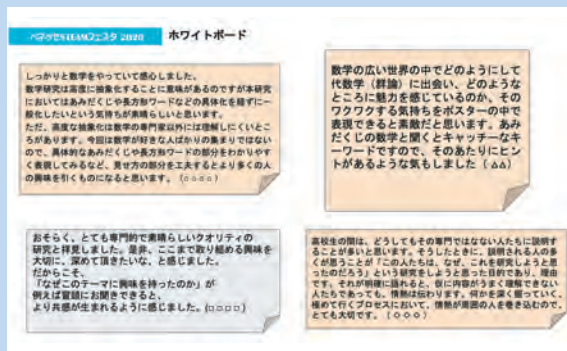 ベネッセSTEAMフェスタ 2020
ホワイトボード
しっかりと数学をやっていて感心しました。
数学研究は高度に抽象化することに意味があるのですが本研究
においてはあみだくじや長方形ワードなどの具体化を経ずに一
般化したいという気持ちが素晴らしいと思います。
ただ、高度な抽象化は数学の専門家以外には理解しにくいとこ
ろがあります。今回は数学が好きな人ばかりの集まりではない
ので、具体的なあみだくじや長方形ワードの部分をわかりやす
く表現してみるなど、見せ方の部分を工夫するとより多くの人
の興味を引くものになると思います。(○○○○)
数学の広い世界の中でどのようにして
代数学(群論)に出会い、どのような
ところに魅力を感じているのか、その
ワクワクする気持ちをポスターの中で
表現できると素敵だと思います。あみ
だくじの数学と聞くとキャッチーなキ
ーワードですので、そのあたりにヒン
トがあるような気もしました(△△)
おそらく、とても専門的で素晴らしいクオリティの
研究と拝見しました。是非、ここまで取り組める興味を
大切に、深めて頂きたいな、と感じました。
だからこそ、
「なぜこのテーマに興味を持ったのか」が
例えば冒頭にお聞きできると、
より共感が生まれるように感じました。(□○□□)
高校生の間は、どうしてもその専門ではなない人たちに説明す
ることが多いと思います。そうしたときに、説明される人の多
くが思うことが「この人たちは、なぜ、これを研究しようと思
ったのだろう」という研究をしようと思った目的であり、理由
です。それが明確に語れると、仮に内容がうまく理解できない
人たちであっても、情熱は伝わります。何かを深く掘っていく、
極めて行くプロセスにおいて、情熱が周囲の人を巻き込むので、
とても大切です。(◇◇◇)